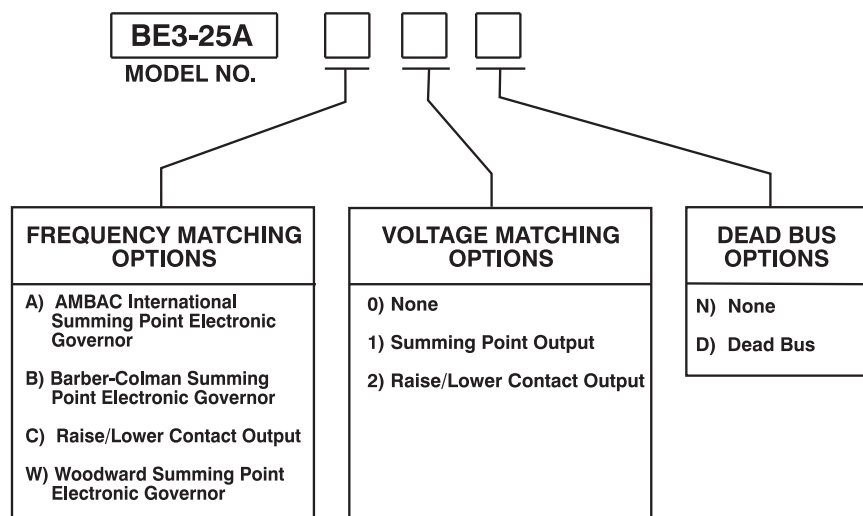 BE3-25A
MODEL NO.
FREQUENCY MATCHING
OPTIONS
A) AMBAC International
Summing Point Electronic
Governor
B) Barber-Colman Summing
Point Electronic Governor
C) Raise/Lower Contact Output
W) Woodward Summing Point
Electronic Governor
VOLTAGE MATCHING
OPTIONS
0) None
1) Summing Point Output
2) Raise/Lower Contact Output
DEAD BUS
OPTIONS
N) None
D) Dead Bus